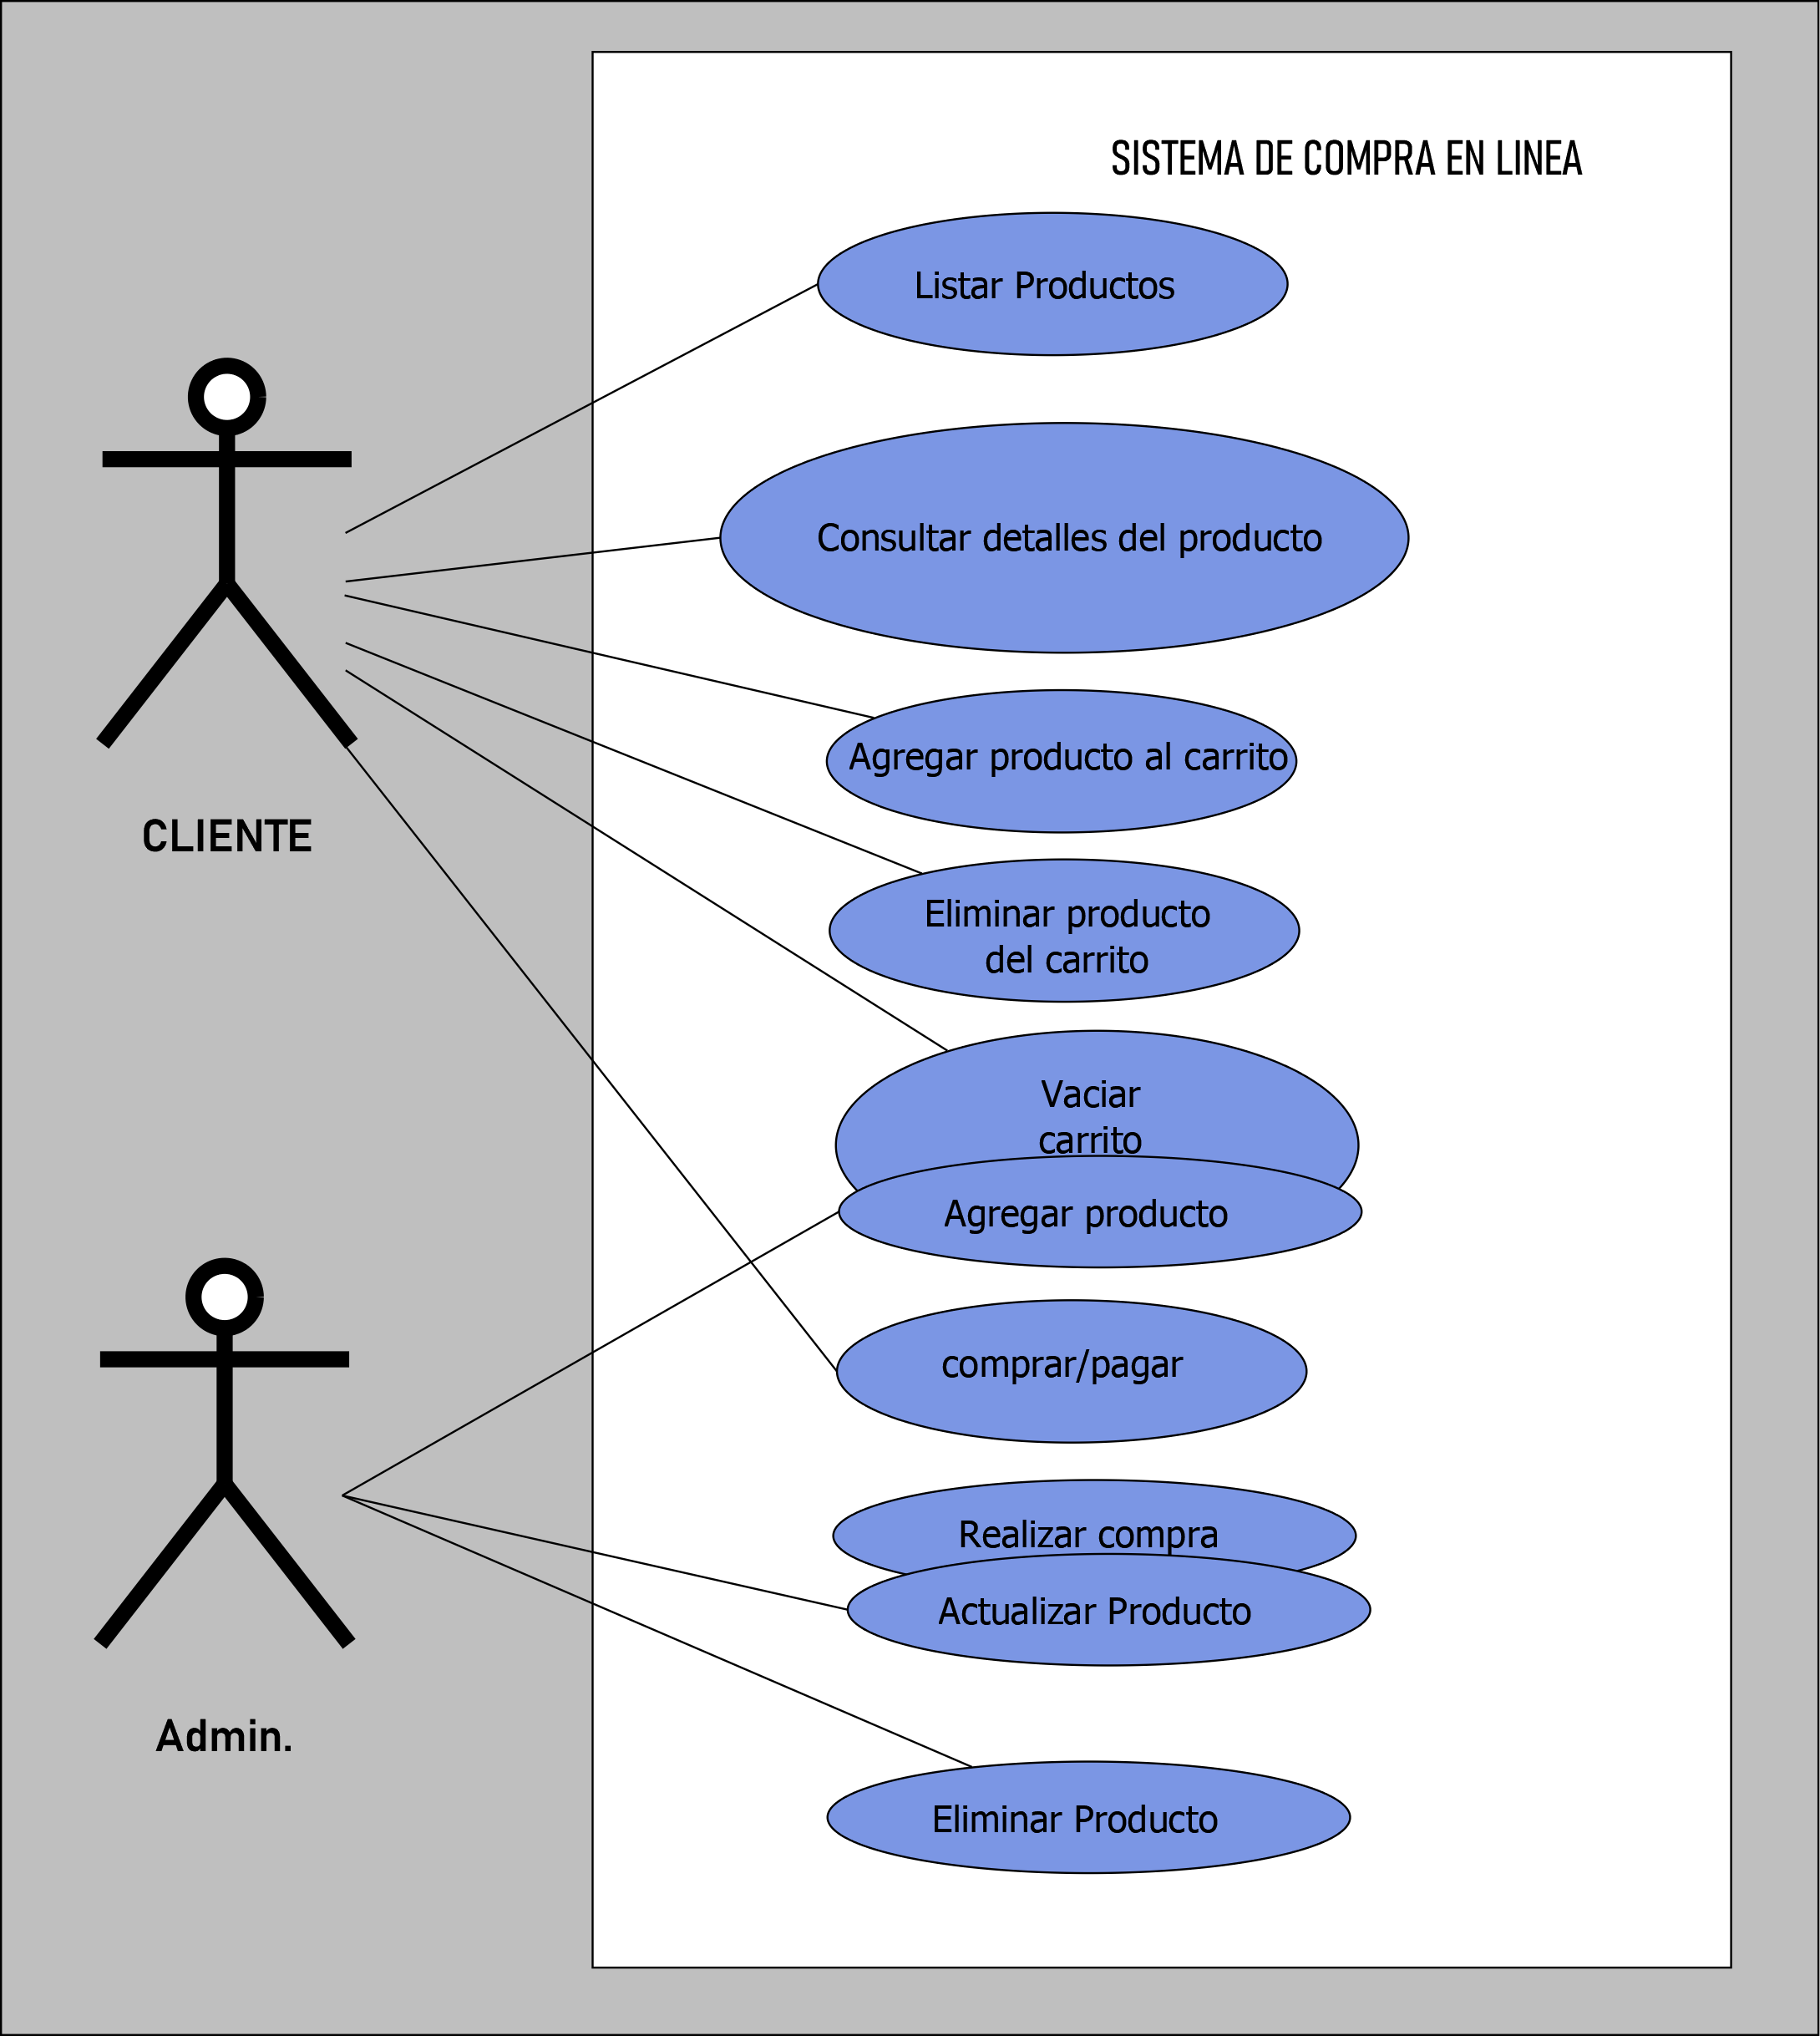 SISTEMA DE COMPRA EN LINEA
Listar Productos
Consultar detalles del producto
Agregar producto al carrito
CLIENTE
Eliminar producto
del carrito
Vaciar
carrito
Agregar producto
comprar/pagar
Realizar compra
Actualizar Producto
Admin.
Eliminar Producto